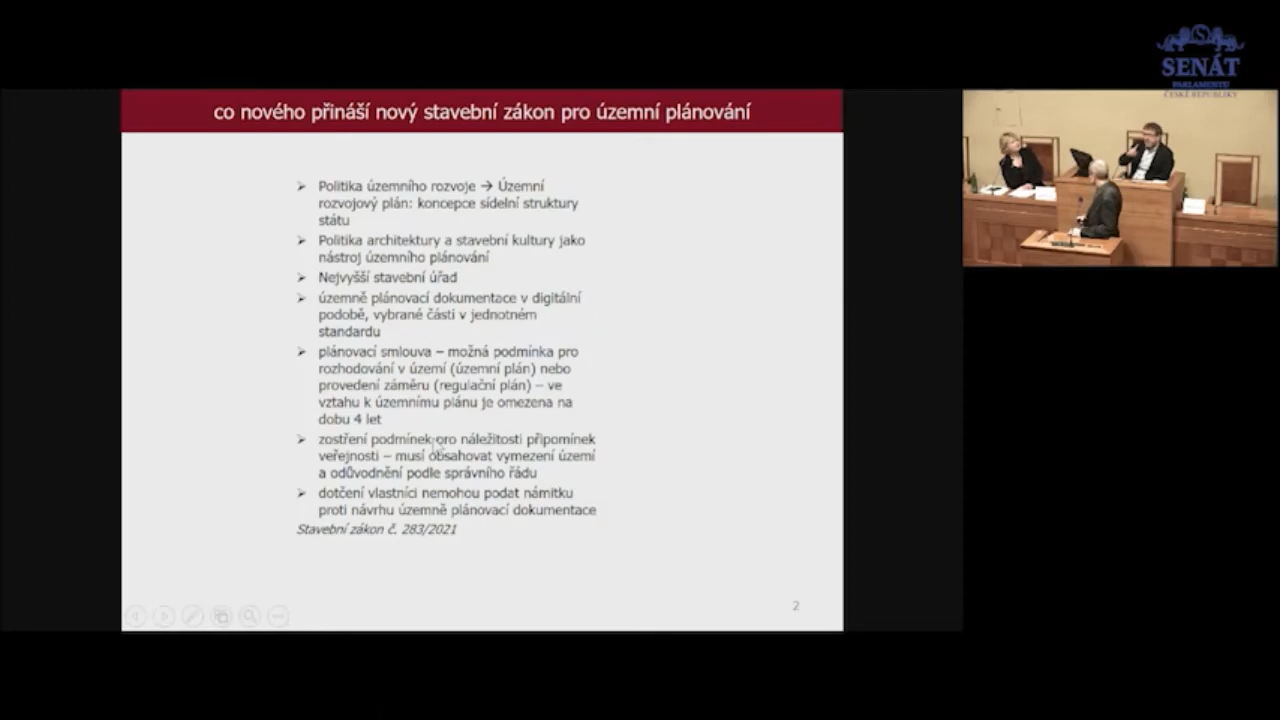 SENÁT
PARLAMENTU
ČESKÉ REPUBLIKY
co nového přináší nový stavební zákon pro územní plánování
➢ Politika územního rozvoje → Územní
rozvojový plán: koncepce sídelní struktury
státu
➢ Politika architektury a stavební kultury jako
nástroj územního plánování
➢ Nejvyšší stavební úřad
➢ územně plánovací dokumentace v digitální
podobě, vybrané části v jednotném
standardu
➢ plánovací smlouva – možná podmínka pro
rozhodování v území (územní plán) nebo
provedení záměru (regulační plán) – ve
vztahu k územnímu plánu je omezena na
dobu 4 let
➢ zostření podmínek pro náležitosti připomínek
veřejnosti – musí obsahovat vymezení území
a odůvodnění podle správního řádu
➢ dotčení vlastníci nemohou podat námitku
proti návrhu územně plánovací dokumentace
Stavební zákon č. 283/2021
2